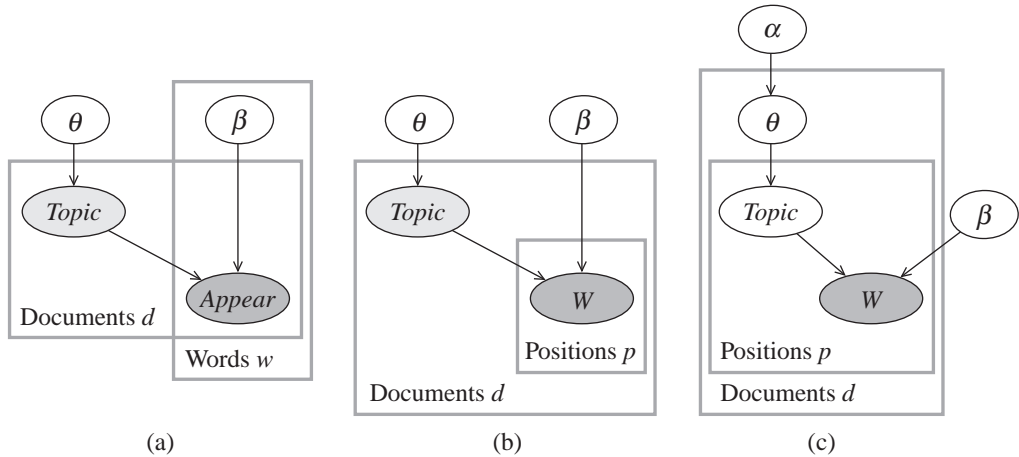 θ
β
Topic
Appear
Documents d
Words w
(a)
θ
β
Topic
W
Positions p
Documents d
(b)
α
θ
Topic
β
W
Positions p
Documents d
(c)